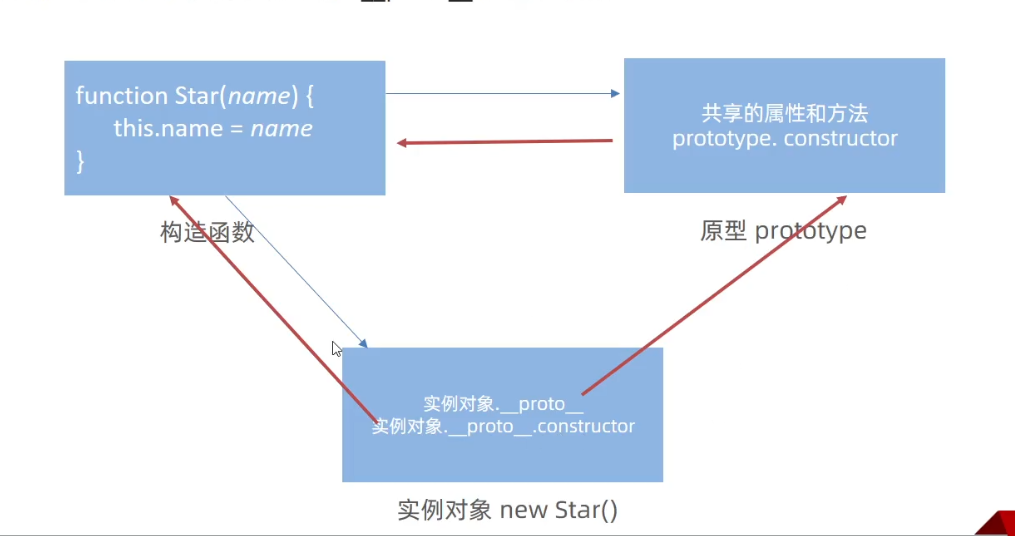 function Star(name) {
this.name = name
}
共享的属性和方法
prototype. constructor
构造函数
原型 prototype
实例对象.__proto__
实例对象.__proto__.constructor
实例对象 new Star()